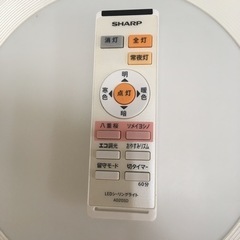 SHARP
消灯
全灯
常夜灯
明
寒色
点灯
暖色
暗
八重桜
ソメイヨシノ
エコ調光
おやすみリズム
留守モード
切タイマー
60分
LEDシーリングライト